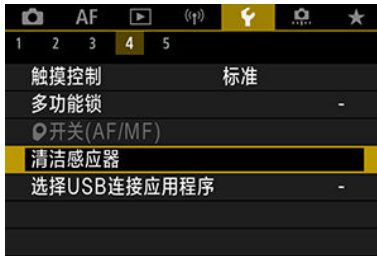 AF
1 2 3 4 5
触摸控制 标准
多功能锁 -
开关(AF/MF)
清洁感应器
选择USB连接应用程序 -